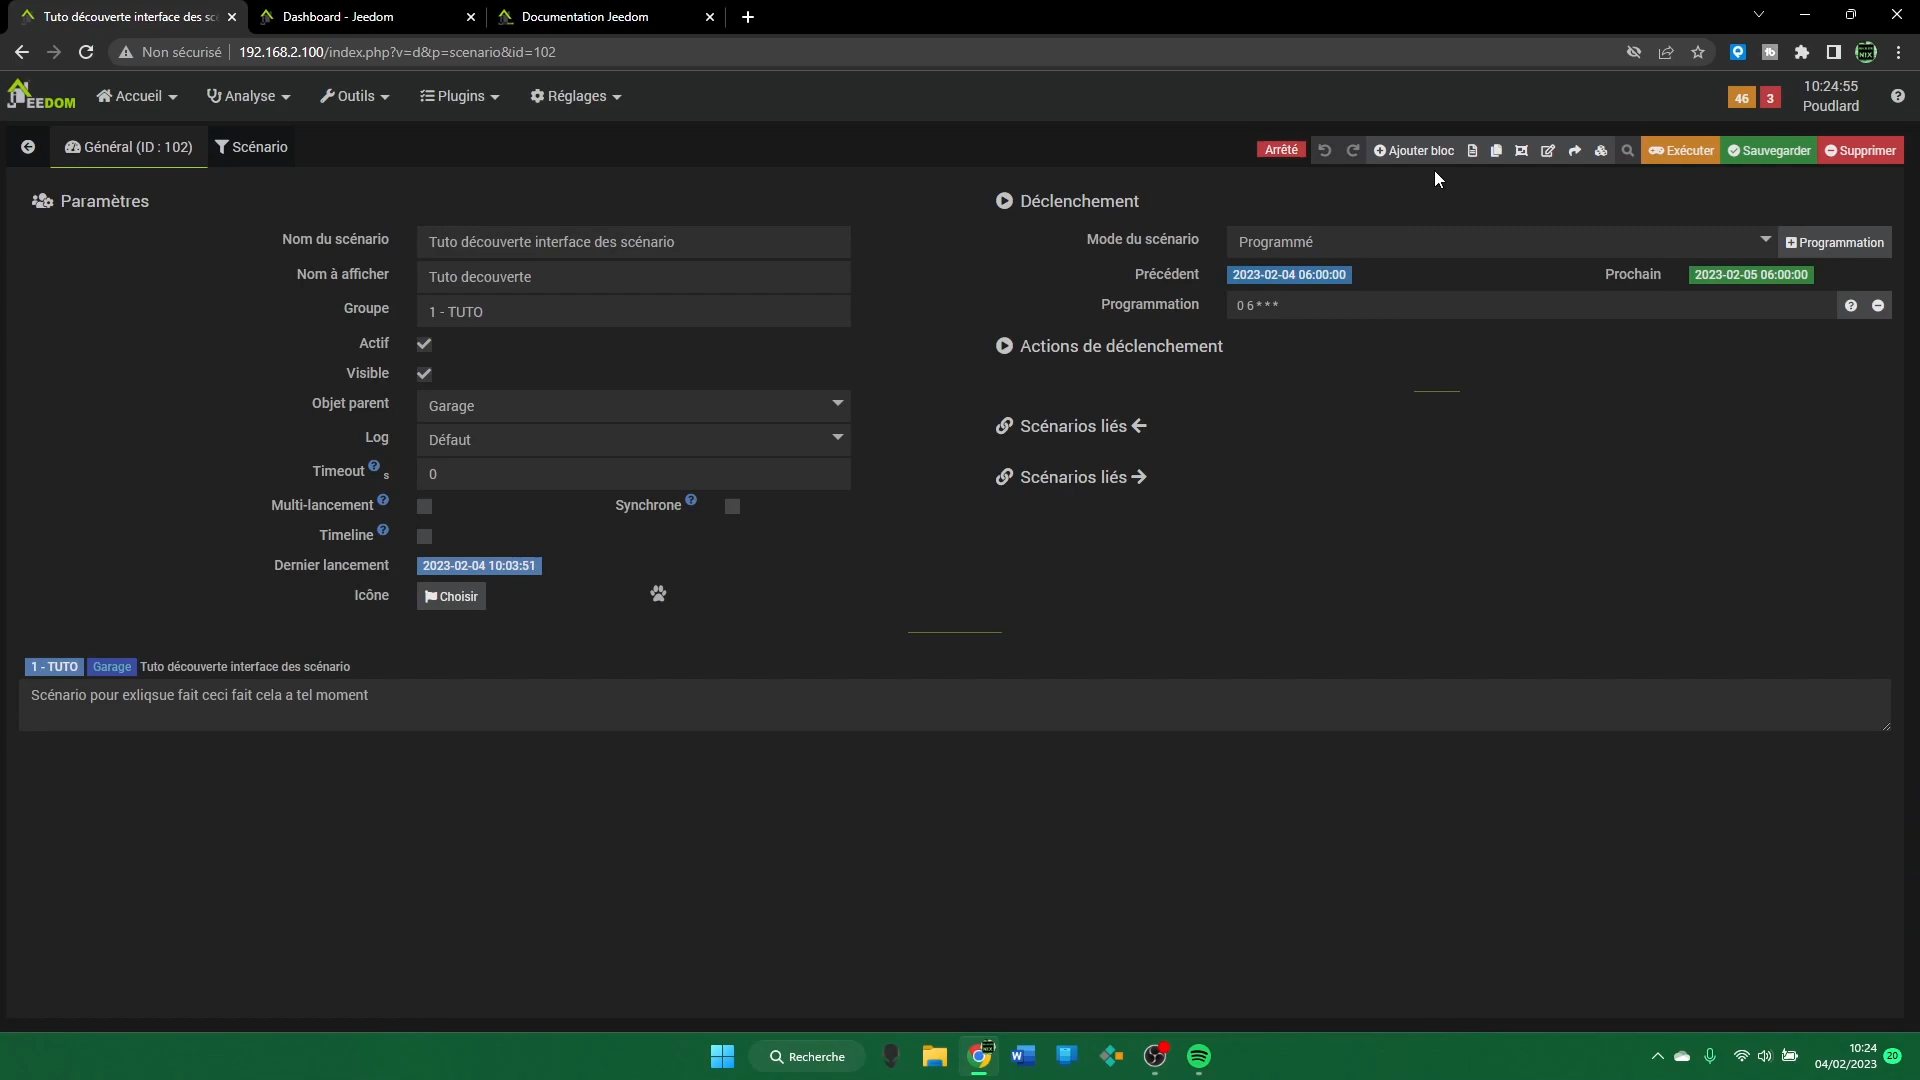 Tuto découverte interface des sc
Dashboard - Jeedom
Documentation Jeedom
Non sécurisé
192.168.2.100/index.php?v=d&p=scenario&id=102
EEDOM
Accueil
Analyse
Outils
Plugins
Réglages
46
3
10:24:55
Poudlard
Général (ID : 102)
Scénario
Arrêté
Ajouter bloc
Exécuter
Sauvegarder
Supprimer
Paramètres
Nom du scénario
Tuto découverte interface des scénario
Nom à afficher
Tuto decouverte
Groupe
1 - TUTO
Actif
Visible
Objet parent
Garage
Log
Défaut
Timeout ? s
0
Multi-lancement ?
Synchrone ?
Timeline ?
Dernier lancement
2023-02-04 10:03:51
Icône
Choisir
Déclenchement
Mode du scénario
Programmé
Programmation
Précédent
2023-02-04 06:00:00
Prochain
2023-02-05 06:00:00
Programmation
0 6 * * *
Actions de déclenchement
Scénarios liés
Scénarios liés
1 - TUTO Garage Tuto découverte interface des scénario
Scénario pour exliqsue fait ceci fait cela a tel moment
Recherche
10:24
04/02/2023
20